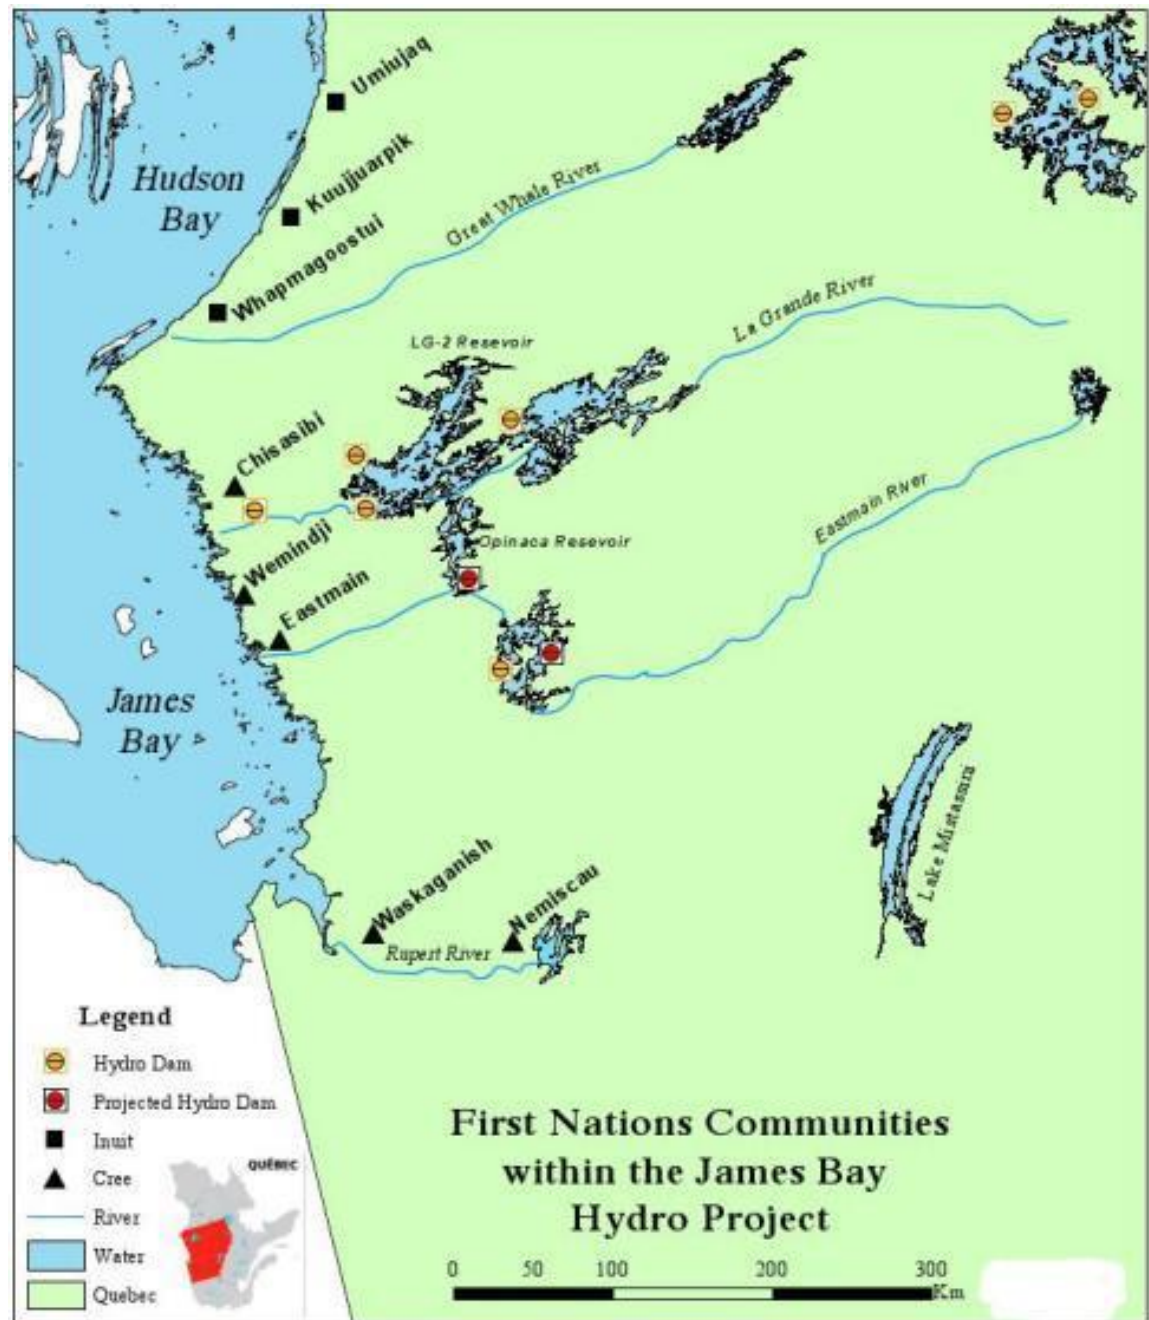 Umiujaq
Kuujjuarpik
Whapmagoostui
Hudson
Bay
Great Whale River
La Grande River
LG-2 Resevoir
Chisasibi
Wemindji
Opinaca Resevoir
Eastmain
Eastmain River
James
Bay
Lake Mistassini
Waskaganish
Nemiscau
Rupert River
Legend
Hydro Dam
Projected Hydro Dam
Inuit
Cree
River
Water
Quebec
QUÉBEC
First Nations Communities
within the James Bay
Hydro Project
0 50 100 200 300
Km